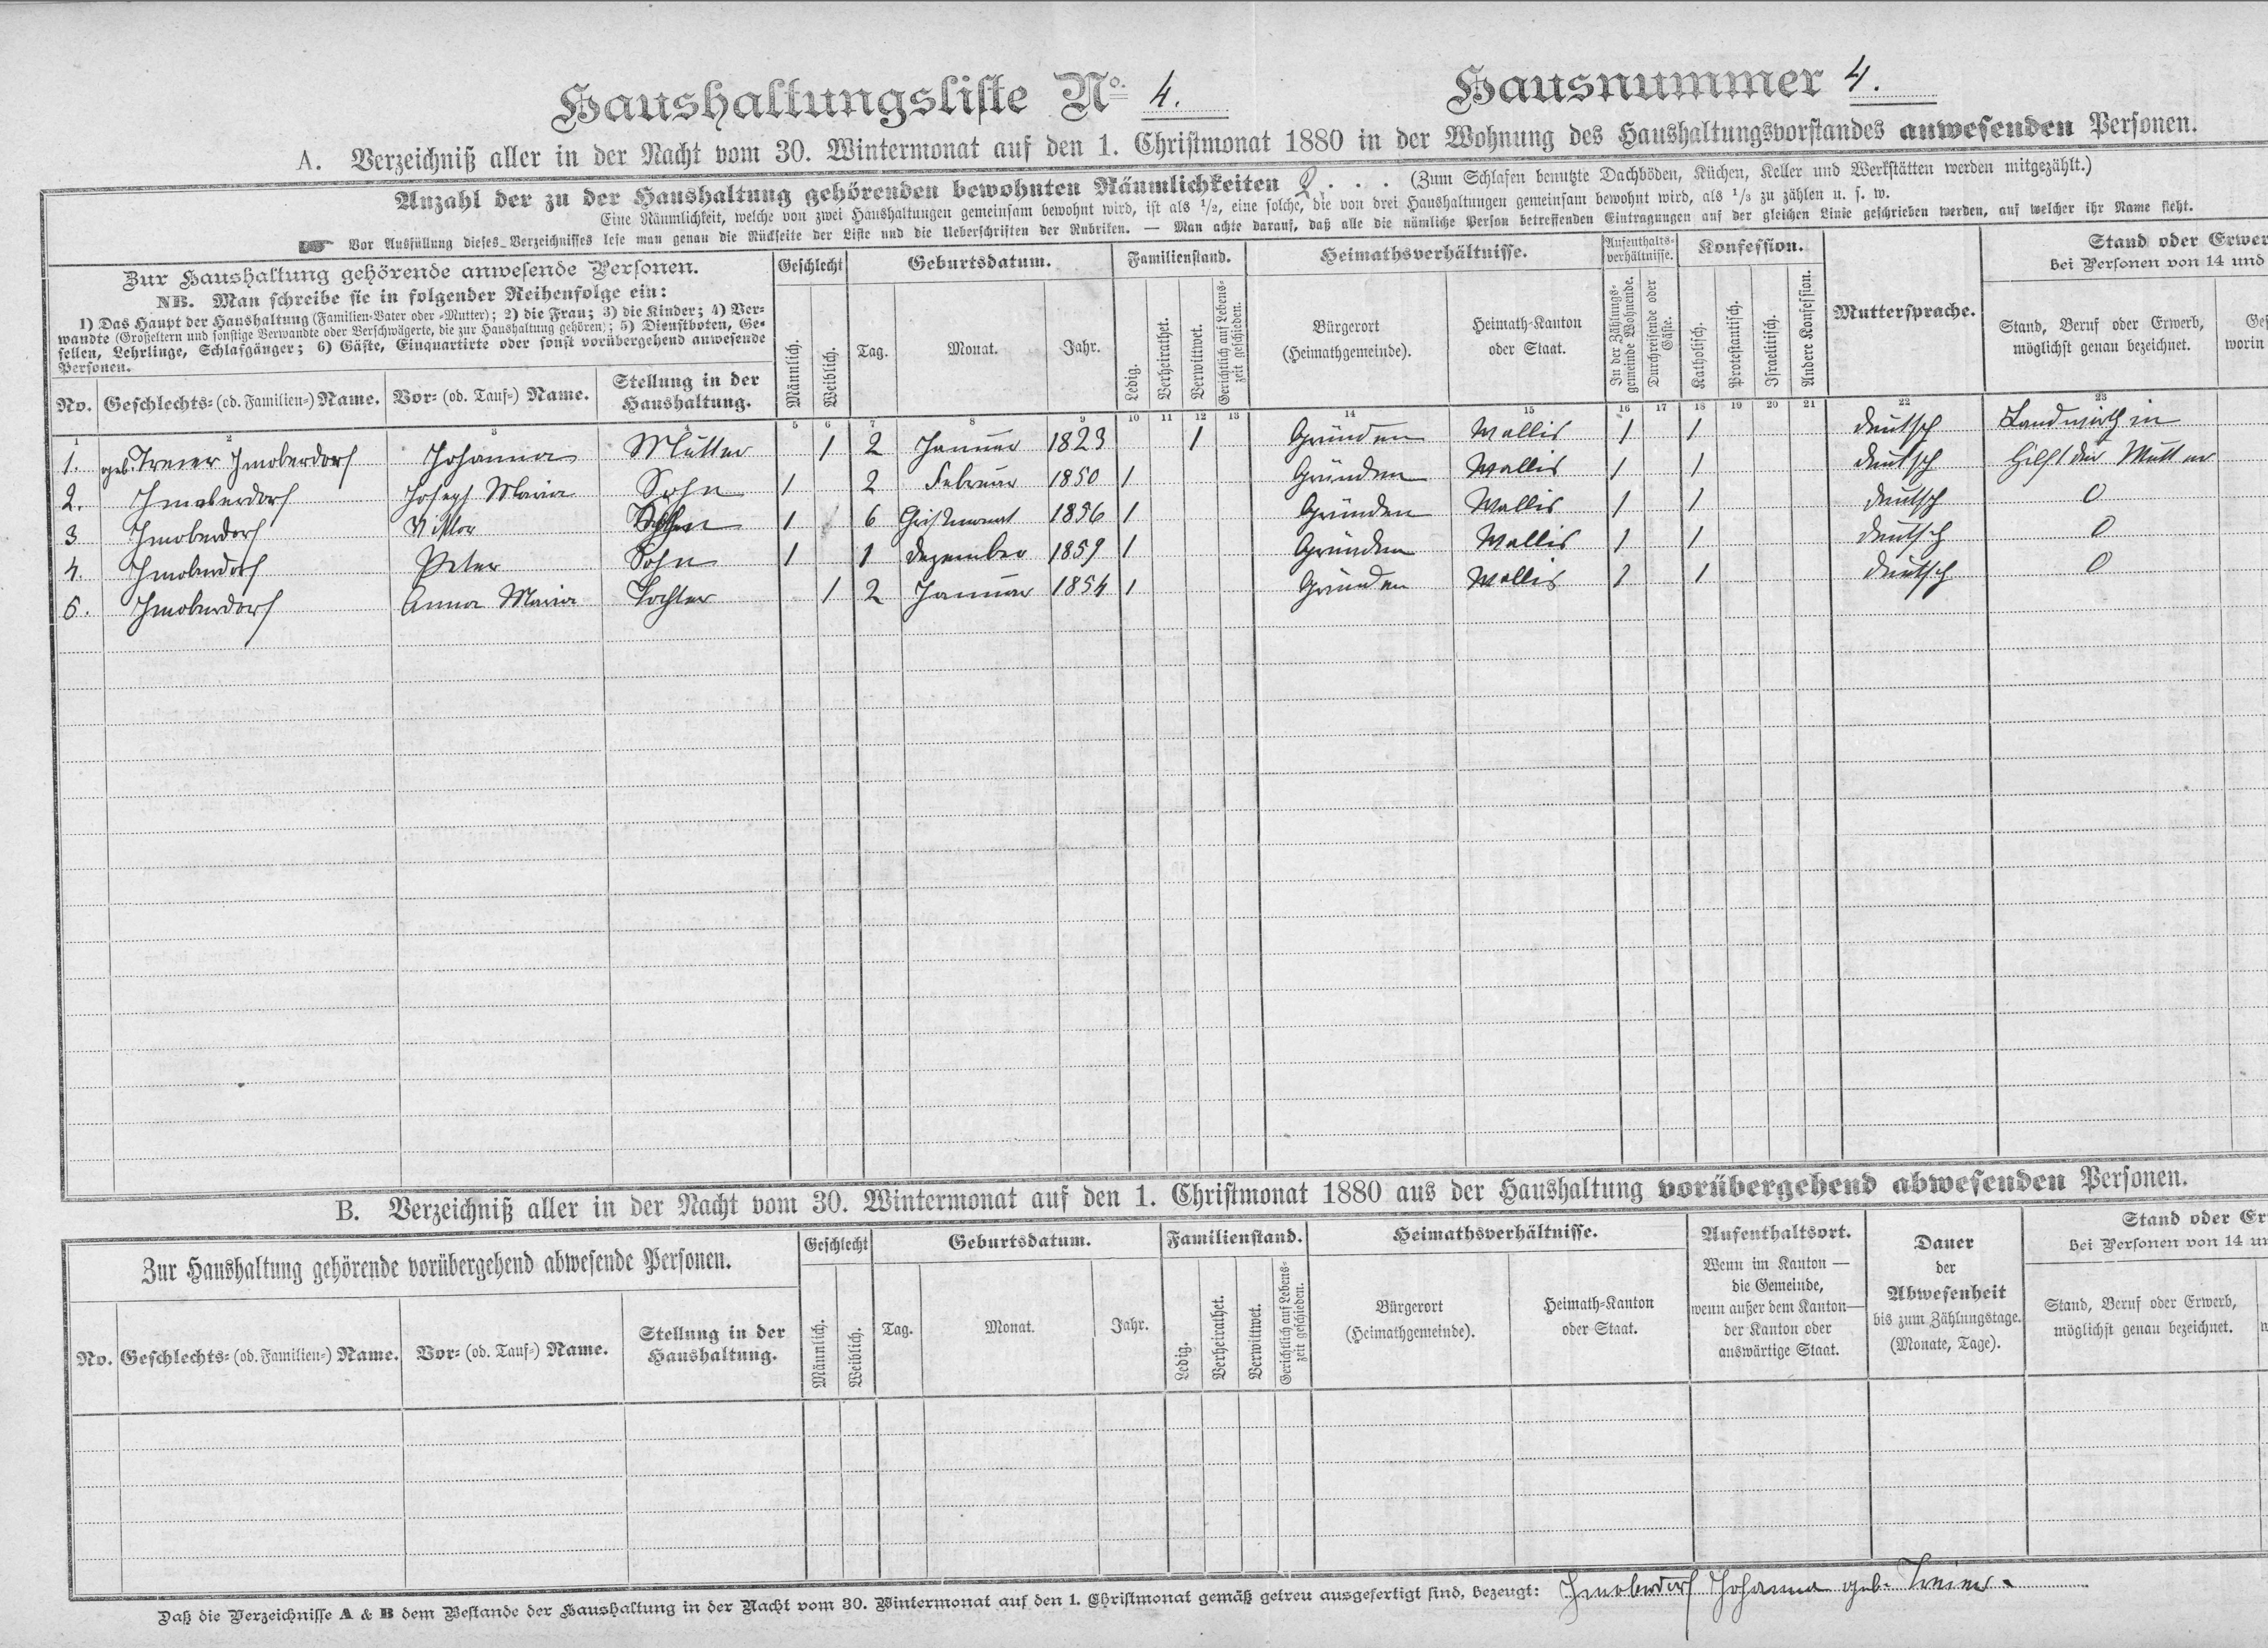 Haushaltungsliste No. 4. Hausnummer 4.
A. Verzeichniß aller in der Nacht vom 30. Wintermonat auf den 1. Christmonat 1880 in der Wohnung des Haushaltungsvorstandes anwesenden Personen.
Anzahl der zu der Haushaltung gehörenden bewohnten Räumlichkeiten 2 . . . (Zum Schlafen benutzte Dachböden, Küchen, Keller und Werkstätten werden mitgezählt.)
Eine Räumlichkeit, welche von zwei Haushaltungen gemeinsam bewohnt wird, ist als 1/2, eine solche, die von drei Haushaltungen gemeinsam bewohnt wird, als 1/3 zu zählen u. s. w.
Vor Ausfüllung dieses Verzeichnisses lese man genau die Rückseite der Liste und die Ueberschriften der Rubriken. — Man achte darauf, daß alle die nämliche Person betreffenden Eintragungen auf der gleichen Linie geschrieben werden, auf welcher ihr Name steht.
Zur Haushaltung gehörende anwesende Personen.
NB. Man schreibe sie in folgender Reihenfolge ein:
1) Das Haupt der Haushaltung (Familien-Vater oder -Mutter); 2) die Frau; 3) die Kinder; 4) Ver-
wandte (Großeltern und sonstige Verwandte oder Verschwägerte, die zur Haushaltung gehören); 5) Dienstboten, Ge-
sellen, Lehrlinge, Schlafgänger; 6) Gäste, Einquartirte oder sonst vorübergehend anwesende
Personen.
No. Geschlechts- (od. Familien-) Name. Vor- (od. Tauf-) Name. Stellung in der
Haushaltung.
Geschlecht
Männlich. Weiblich.
Geburtsdatum.
Tag. Monat. Jahr.
Familienstand.
Ledig. Verheirathet. Verwittwet. Gerichtlich auf Lebens-
zeit geschieden.
Heimathsverhältnisse.
Bürgerort
(Heimathgemeinde).
Heimath-Kanton
oder Staat.
Aufenthalts-
verhältnisse.
In der Zählungs-
gemeinde Wohnende.
Durchreisende oder
Gäste.
Konfession.
Katholisch. Protestantisch. Israelitisch. Andere Konfession.
Muttersprache.
Stand oder Erwer
Bei Personen von 14 und
Stand, Beruf oder Erwerb,
möglichst genau bezeichnet.
worin
1 2 3 4 5 6 7 8 9 10 11 12 13 14 15 16 17 18 19 20 21 22 23
1. geb. Treier Imoberdorf Johanna Mutter 1 2 Januar 1823 1 Gründen Wallis 1 1 deutsch Landwirthin
2. Imoberdorf Joseph Maria Sohn 1 2 Februar 1850 1 Gründen Wallis 1 1 deutsch Hilft der Mutter
3 Imoberdorf Viktor Sohn 1 6 Christmonat 1856 1 Gründen Wallis 1 1 deutsch 0
4. Imoberdorf Peter Sohn 1 1 Dezember 1859 1 Gründen Wallis 1 1 deutsch 0
5. Imoberdorf Anna Maria Tochter 1 2 Januar 1854 1 Gründen Wallis 1 1 deutsch 0
B. Verzeichniß aller in der Nacht vom 30. Wintermonat auf den 1. Christmonat 1880 aus der Haushaltung vorübergehend abwesenden Personen.
Zur Haushaltung gehörende vorübergehend abwesende Personen.
No. Geschlechts- (od. Familien-) Name. Vor- (od. Tauf-) Name. Stellung in der
Haushaltung.
Geschlecht
Männlich. Weiblich.
Geburtsdatum.
Tag. Monat. Jahr.
Familienstand.
Ledig. Verheirathet. Verwittwet. Gerichtlich auf Lebens-
zeit geschieden.
Heimathsverhältnisse.
Bürgerort
(Heimathgemeinde).
Heimath-Kanton
oder Staat.
Aufenthaltsort.
Wenn im Kanton —
die Gemeinde,
wenn außer dem Kanton—
der Kanton oder
auswärtige Staat.
Dauer
der
Abwesenheit
bis zum Zählungstage.
(Monate, Tage).
Stand oder Er
Bei Personen von 14 un
Stand, Beruf oder Erwerb,
möglichst genau bezeichnet.
Daß die Verzeichnisse A & B dem Bestande der Haushaltung in der Nacht vom 30. Wintermonat auf den 1. Christmonat gemäß getreu ausgefertigt sind, bezeugt: Imoberdorf Johanna geb. Treier.